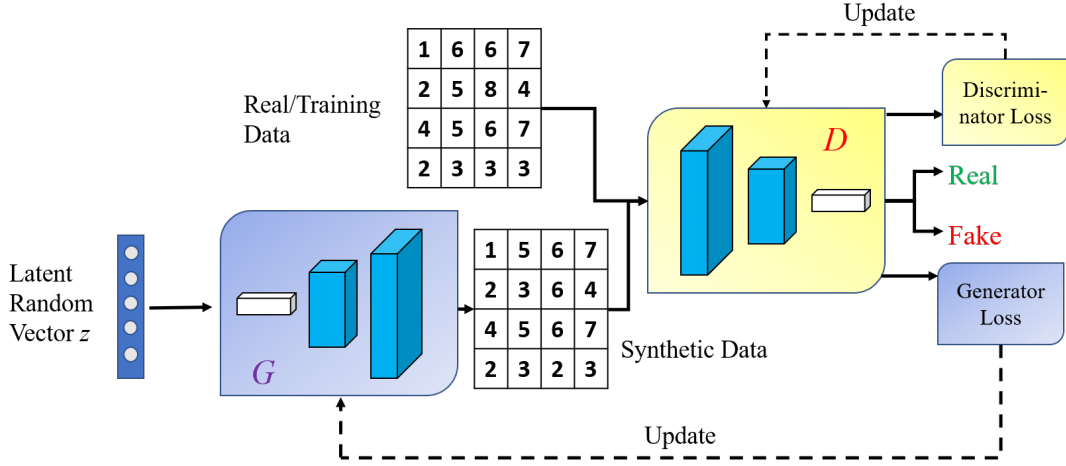 Update
1 6 6 7
2 5 8 4
4 5 6 7
2 3 3 3
Real/Training
Data
D
Discrimi-
nator Loss
Real
Fake
Latent
Random
Vector z
G
1 5 6 7
2 3 6 4
4 5 6 7
2 3 2 3
Synthetic Data
Generator
Loss
Update